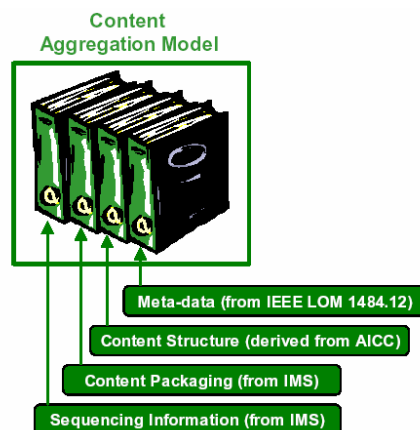 Content
Aggregation Model
Meta-data (from IEEE LOM 1484.12)
Content Structure (derived from AICC)
Content Packaging (from IMS)
Sequencing Information (from IMS)